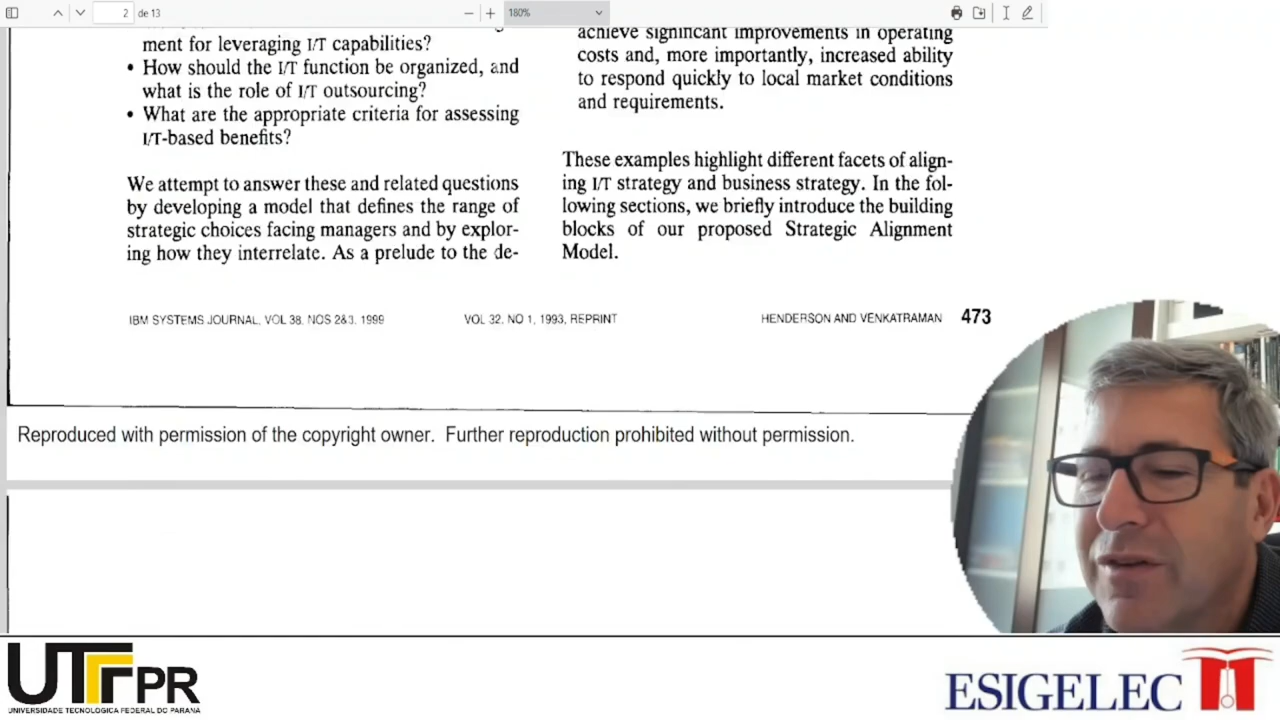 2 de 13
180%
ment for leveraging I/T capabilities?
• How should the I/T function be organized, and
what is the role of I/T outsourcing?
• What are the appropriate criteria for assessing
I/T-based benefits?
We attempt to answer these and related questions
by developing a model that defines the range of
strategic choices facing managers and by explor-
ing how they interrelate. As a prelude to the de-
achieve significant improvements in operating
costs and, more importantly, increased ability
to respond quickly to local market conditions
and requirements.
These examples highlight different facets of align-
ing I/T strategy and business strategy. In the fol-
lowing sections, we briefly introduce the building
blocks of our proposed Strategic Alignment
Model.
IBM SYSTEMS JOURNAL, VOL 38, NOS 2&3, 1999
VOL 32, NO 1, 1993, REPRINT
HENDERSON AND VENKATRAMAN 473
Reproduced with permission of the copyright owner. Further reproduction prohibited without permission.
UTFPR
UNIVERSIDADE TECNOLÓGICA FEDERAL DO PARANÁ
ESIGELEC